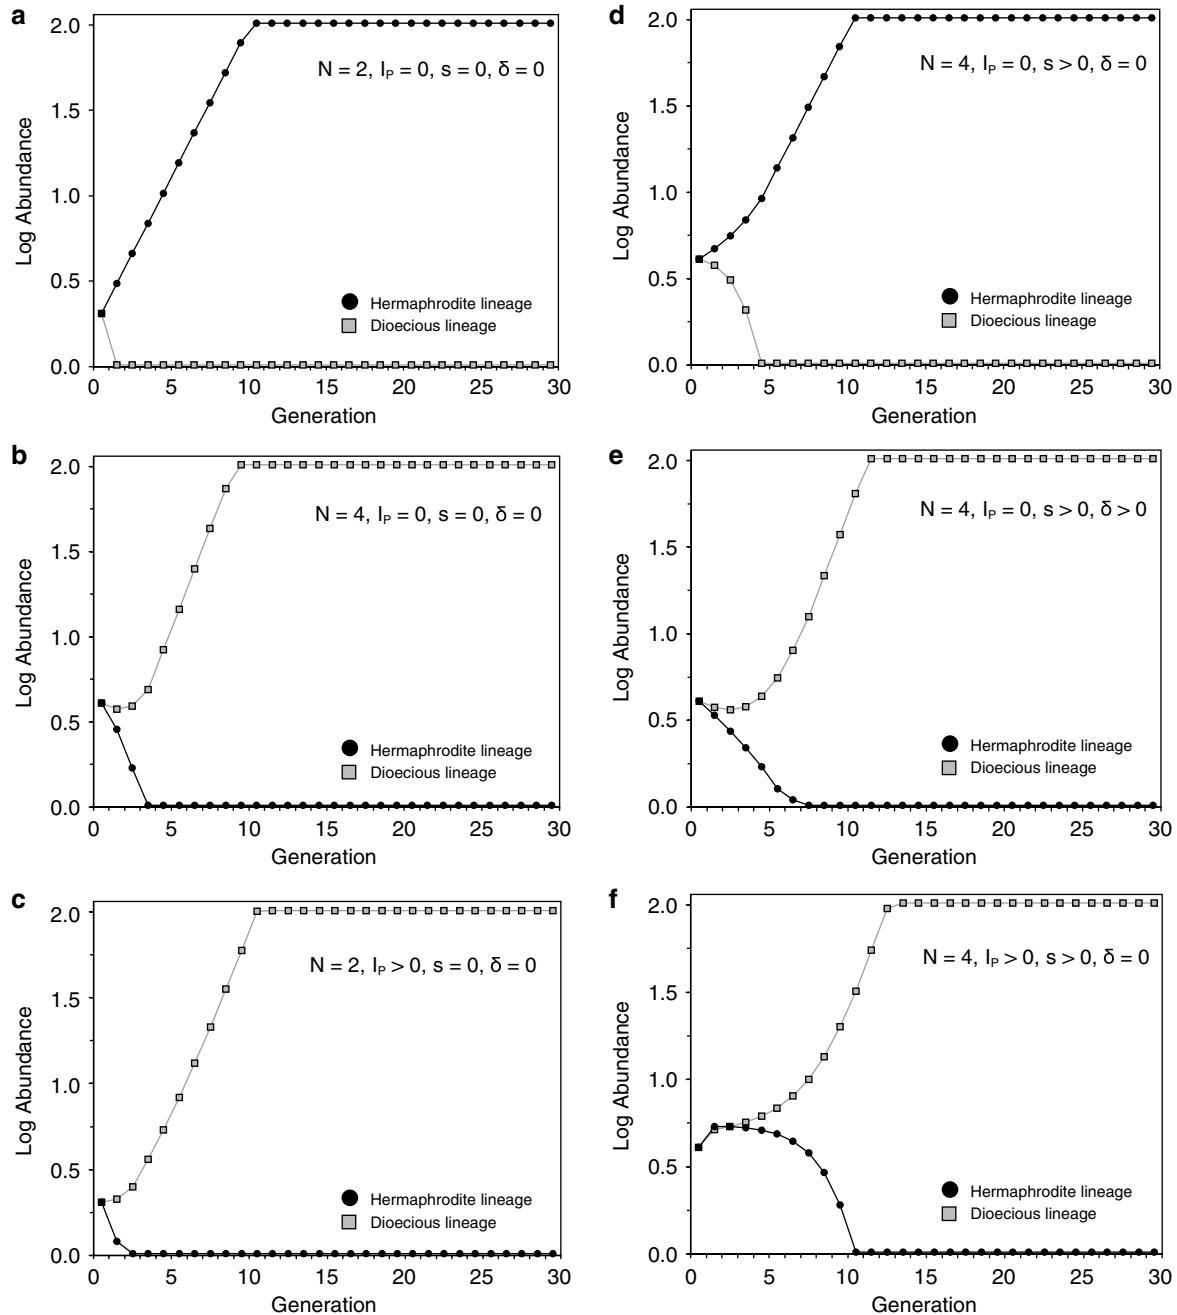 a
2.0
1.5
1.0
0.5
0.0
Log Abundance
N = 2, I_P = 0, s = 0, δ = 0
Hermaphrodite lineage
Dioecious lineage
0 5 10 15 20 25 30
Generation
b
2.0
1.5
1.0
0.5
0.0
Log Abundance
N = 4, I_P = 0, s = 0, δ = 0
Hermaphrodite lineage
Dioecious lineage
0 5 10 15 20 25 30
Generation
c
2.0
1.5
1.0
0.5
0.0
Log Abundance
N = 2, I_P > 0, s = 0, δ = 0
Hermaphrodite lineage
Dioecious lineage
0 5 10 15 20 25 30
Generation
d
2.0
1.5
1.0
0.5
0.0
Log Abundance
N = 4, I_P = 0, s > 0, δ = 0
Hermaphrodite lineage
Dioecious lineage
0 5 10 15 20 25 30
Generation
e
2.0
1.5
1.0
0.5
0.0
Log Abundance
N = 4, I_P = 0, s > 0, δ > 0
Hermaphrodite lineage
Dioecious lineage
0 5 10 15 20 25 30
Generation
f
2.0
1.5
1.0
0.5
0.0
Log Abundance
N = 4, I_P > 0, s > 0, δ = 0
Hermaphrodite lineage
Dioecious lineage
0 5 10 15 20 25 30
Generation